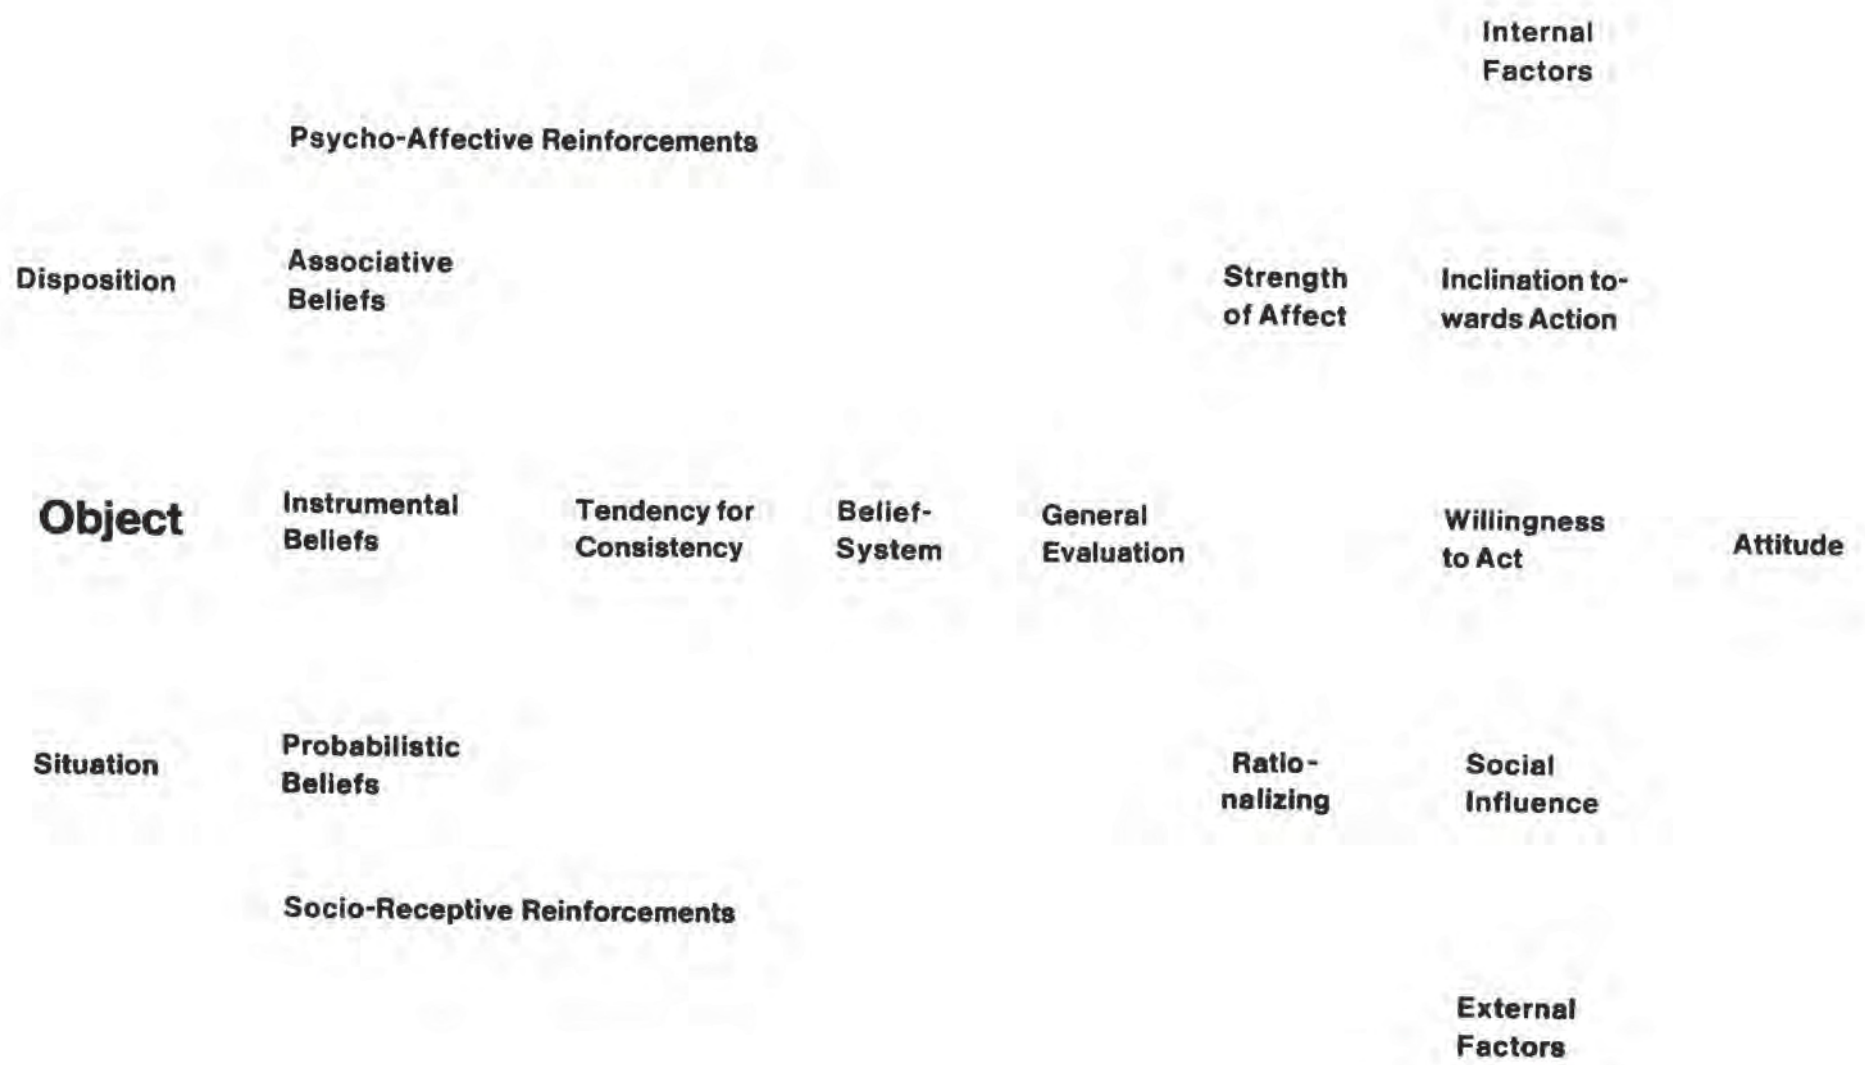 Internal
Factors
Psycho-Affective Reinforcements
Disposition
Associative
Beliefs
Strength
of Affect
Inclination to-
wards Action
Object
Instrumental
Beliefs
Tendency for
Consistency
Belief-
System
General
Evaluation
Willingness
to Act
Attitude
Situation
Probabilistic
Beliefs
Ratio-
nalizing
Social
Influence
Socio-Receptive Reinforcements
External
Factors